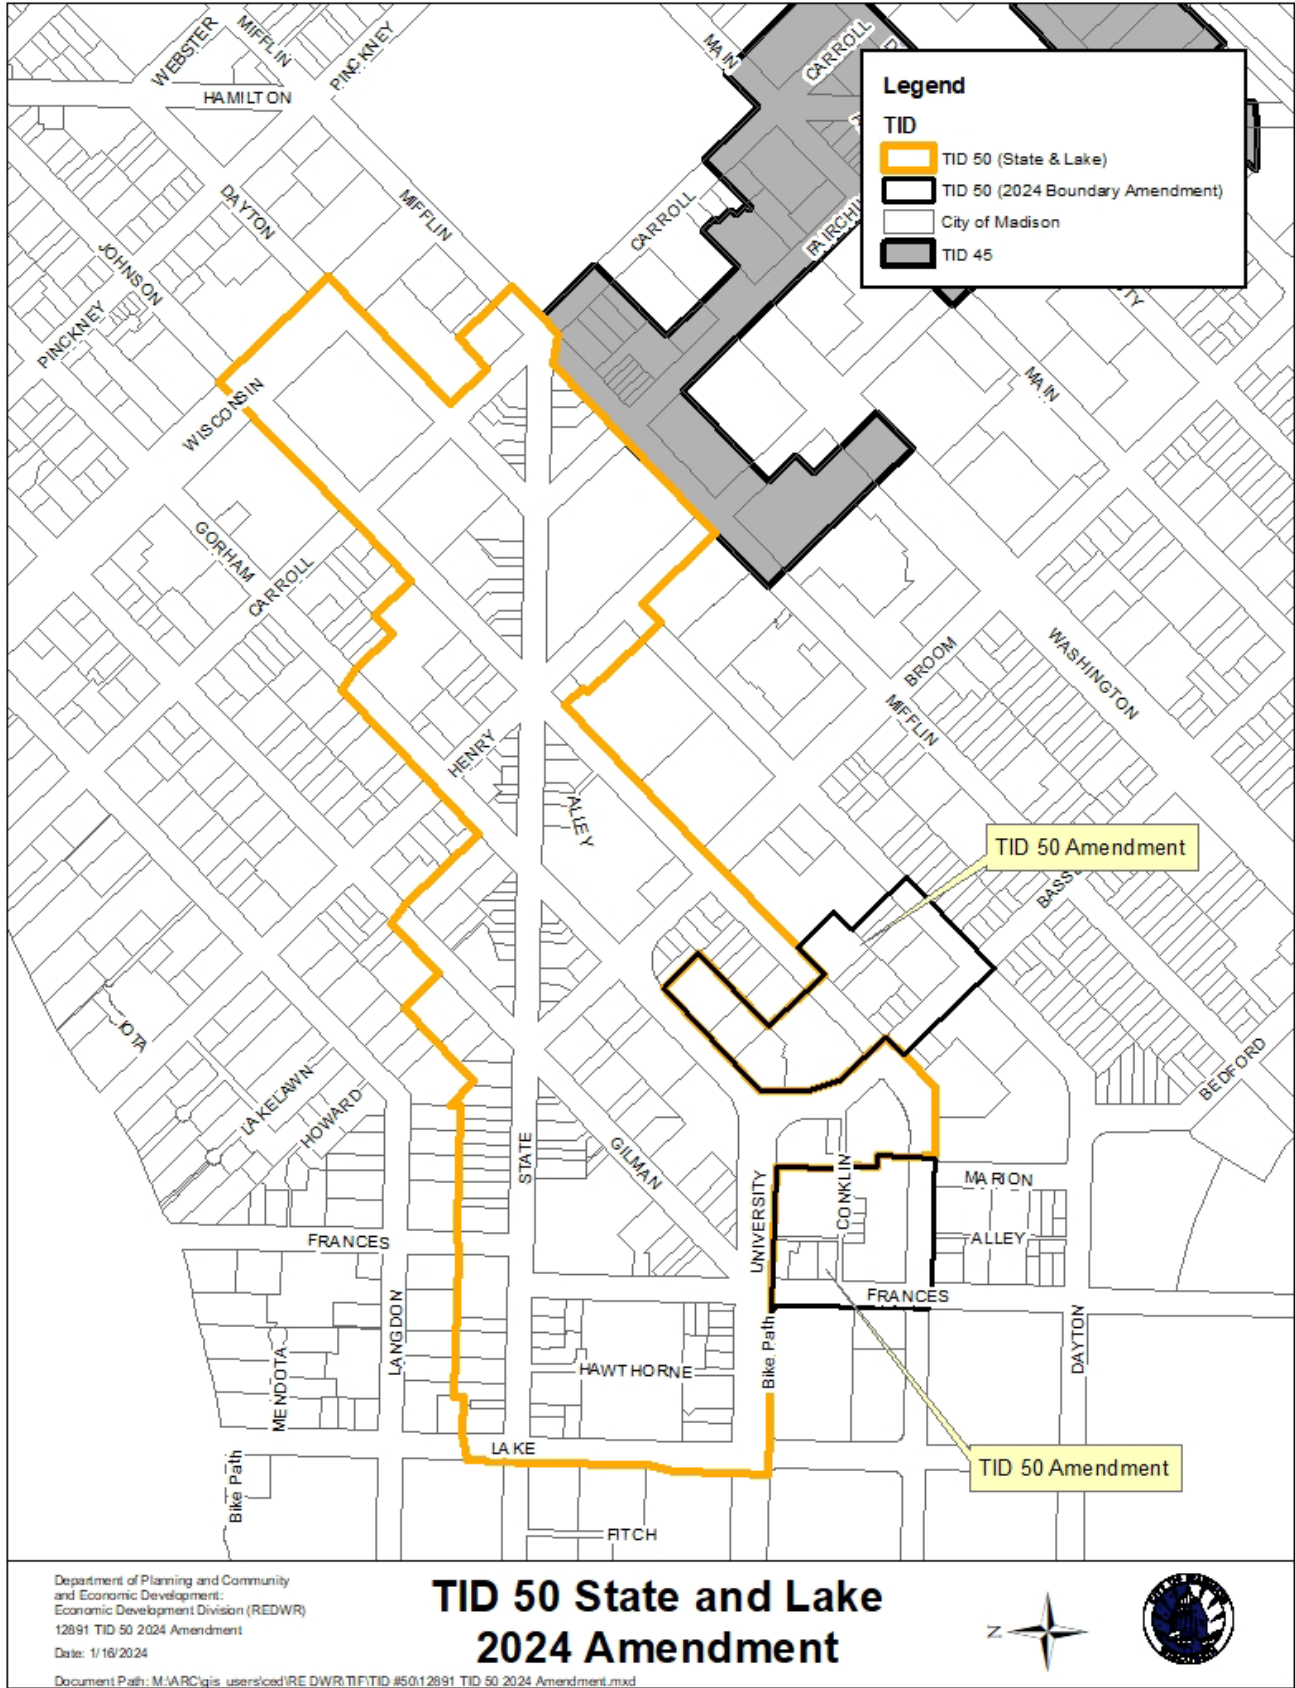 WEBSTER
MIFFLIN
PINCKNEY
HAMILTON
MAIN
CARROLL
Legend
TID
TID 50 (State & Lake)
TID 50 (2024 Boundary Amendment)
City of Madison
TID 45
DAYTON
MIFFLIN
CARROLL
FAIRCHI
JOHNSON
PINCKNEY
WISCONSIN
MAIN
GORHAM
CARROLL
BROOM
WASHINGTON
MIFFLIN
HENRY
ALLEY
TID 50 Amendment
BASS
IOTA
LAKELAWN
HOWARD
BEDFORD
STATE
GILMAN
UNIVERSITY
CONKLIN
MARION
ALLEY
FRANCES
FRANCES
LANGDON
MENDOTA
HAWTHORNE
Bike Path
DAYTON
LAKE
TID 50 Amendment
Bike Path
FITCH
Department of Planning and Community
and Economic Development:
Economic Development Division (REDWR)
12891 TID 50 2024 Amendment
Date: 1/16/2024
Document Path: M:\ARC\gis_users\ced\REDWR\TIF\TID #50\12891 TID 50 2024 Amendment.mxd
TID 50 State and Lake
2024 Amendment
N